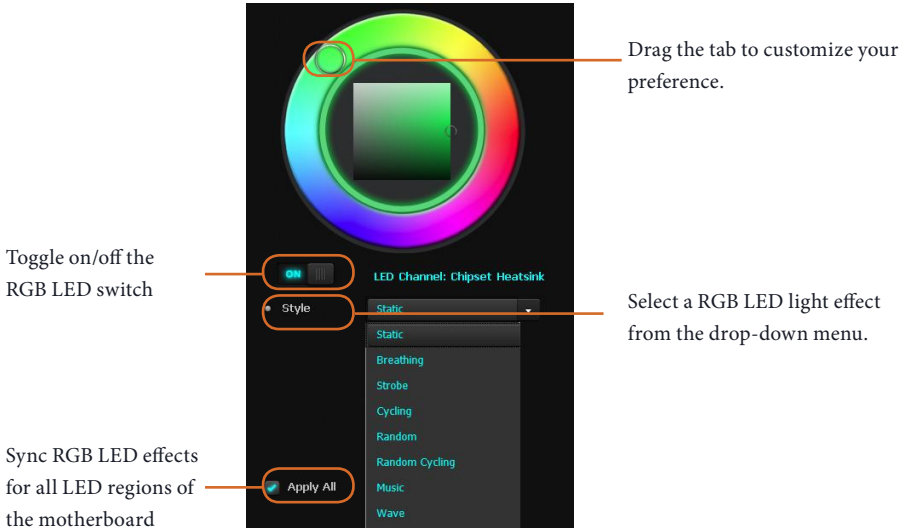 Drag the tab to customize your
preference.
Toggle on/off the
RGB LED switch
ON
LED Channel: Chipset Heatsink
Style
Static
Select a RGB LED light effect
from the drop-down menu.
Static
Breathing
Strobe
Cycling
Random
Random Cycling
Music
Wave
Sync RGB LED effects
for all LED regions of
the motherboard
Apply All